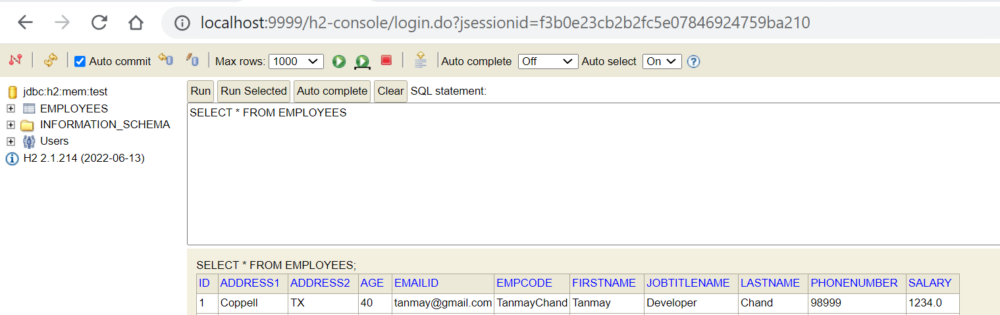 localhost:9999/h2-console/login.do?jsessionid=f3b0e23cb2b2fc5e07846924759ba210
Auto commit Max rows: 1000 Auto complete Off Auto select On
jdbc:h2:mem:test
EMPLOYEES
INFORMATION_SCHEMA
Users
H2 2.1.214 (2022-06-13)
Run Run Selected Auto complete Clear SQL statement:
SELECT * FROM EMPLOYEES
SELECT * FROM EMPLOYEES;
ID ADDRESS1 ADDRESS2 AGE EMAILID EMPCODE FIRSTNAME JOBTITLENAME LASTNAME PHONENUMBER SALARY
1 Coppell TX 40 tanmay@gmail.com TanmayChand Tanmay Developer Chand 98999 1234.0